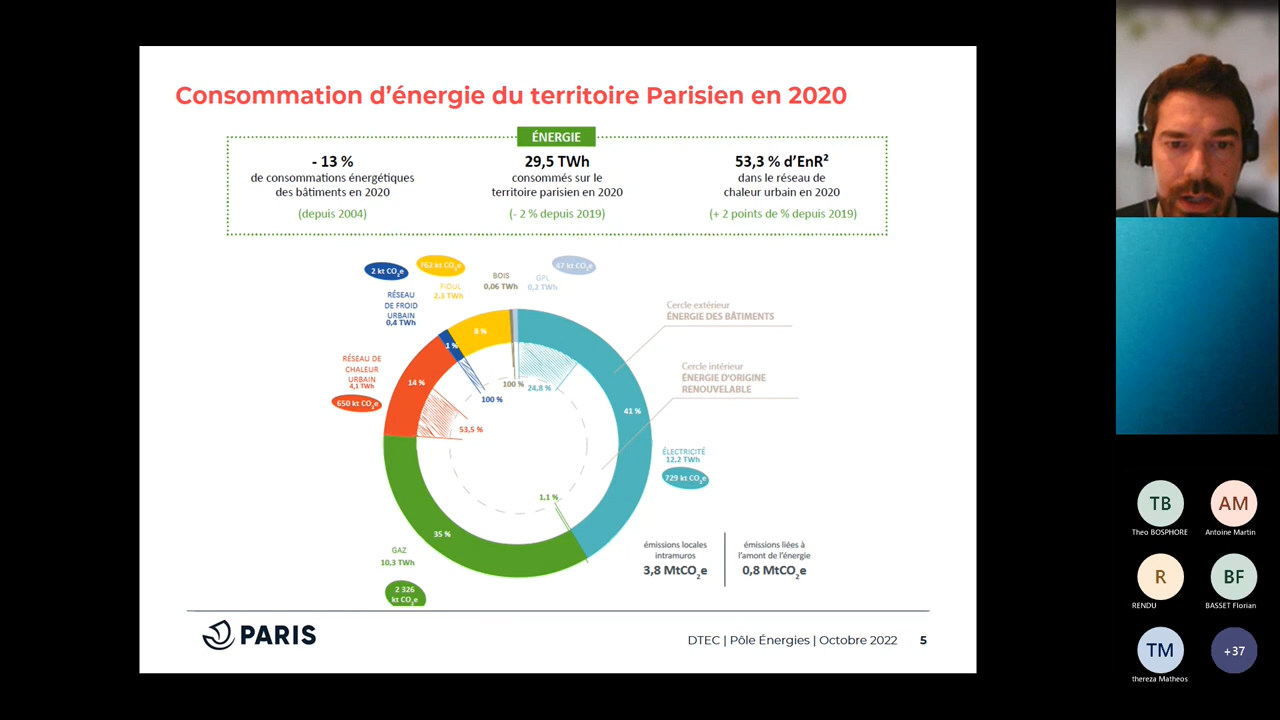 Consommation d'énergie du territoire Parisien en 2020
ÉNERGIE
- 13 %
de consommations énergétiques
des bâtiments en 2020
(depuis 2004)
29,5 TWh
consommés sur le
territoire parisien en 2020
(- 2 % depuis 2019)
53,3 % d'EnR²
dans le réseau de
chaleur urbain en 2020
(+ 2 points de % depuis 2019)
2 kt CO₂e
762 kt CO₂e
47 kt CO₂e
RÉSEAU
DE FROID
URBAIN
0,4 TWh
FIOUL
2,3 TWh
BOIS
0,06 TWh
GPL
0,2 TWh
Cercle extérieur
ÉNERGIE DES BÂTIMENTS
Cercle intérieur
ÉNERGIE D'ORIGINE
RENOUVELABLE
RÉSEAU DE
CHALEUR
URBAIN
4,1 TWh
650 kt CO₂e
14 %
1 %
8 %
100 %
24,8 %
100 %
53,5 %
41 %
ÉLECTRICITÉ
12,2 TWh
729 kt CO₂e
1,1 %
35 %
GAZ
10,3 TWh
2 326
kt CO₂e
émissions locales
intramuros
3,8 MtCO₂e
émissions liées à
l'amont de l'énergie
0,8 MtCO₂e
PARIS
DTEC | Pôle Énergies | Octobre 2022 5
TB
Theo BOSPHORE
AM
Antoine Martin
R
RENDU
BF
BASSET Florian
TM
thereza Matheos
+37